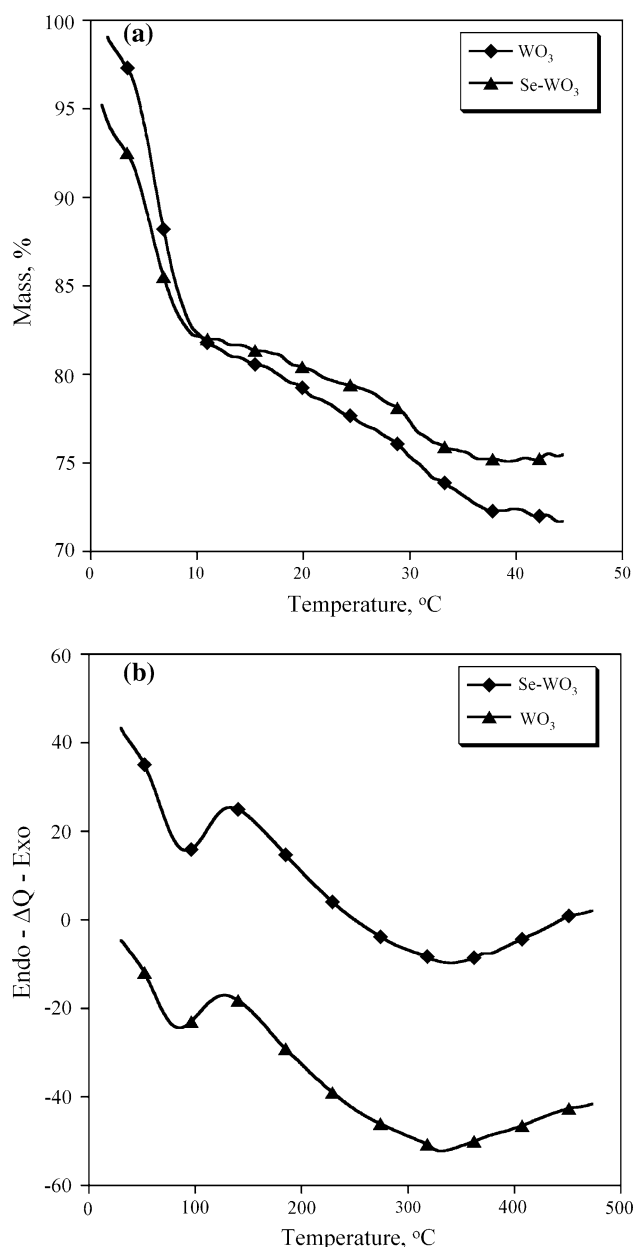 (a)
100
95
90
85
80
75
70
Mass, %
WO3
Se-WO3
0 10 20 30 40 50
Temperature, oC
(b)
60
40
20
0
-20
-40
-60
Endo - ΔQ - Exo
Se-WO3
WO3
0 100 200 300 400 500
Temperature, oC